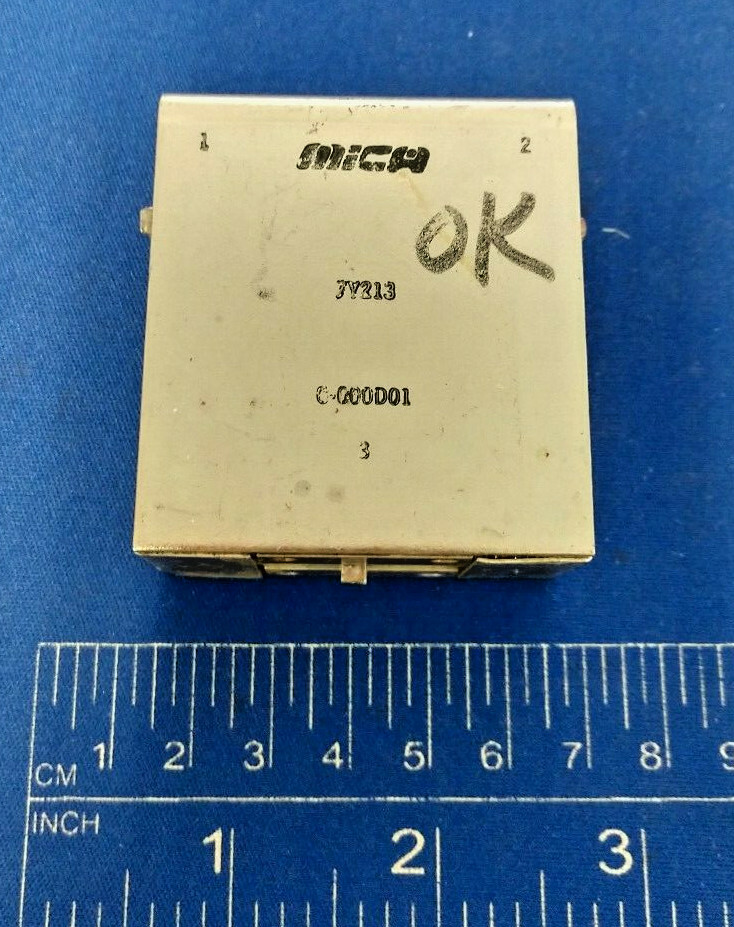 1 MiCA 2
OK
7Y213
C-000D01
3
1 2 3 4 5 6 7 8 9
CM
INCH
1 2 3